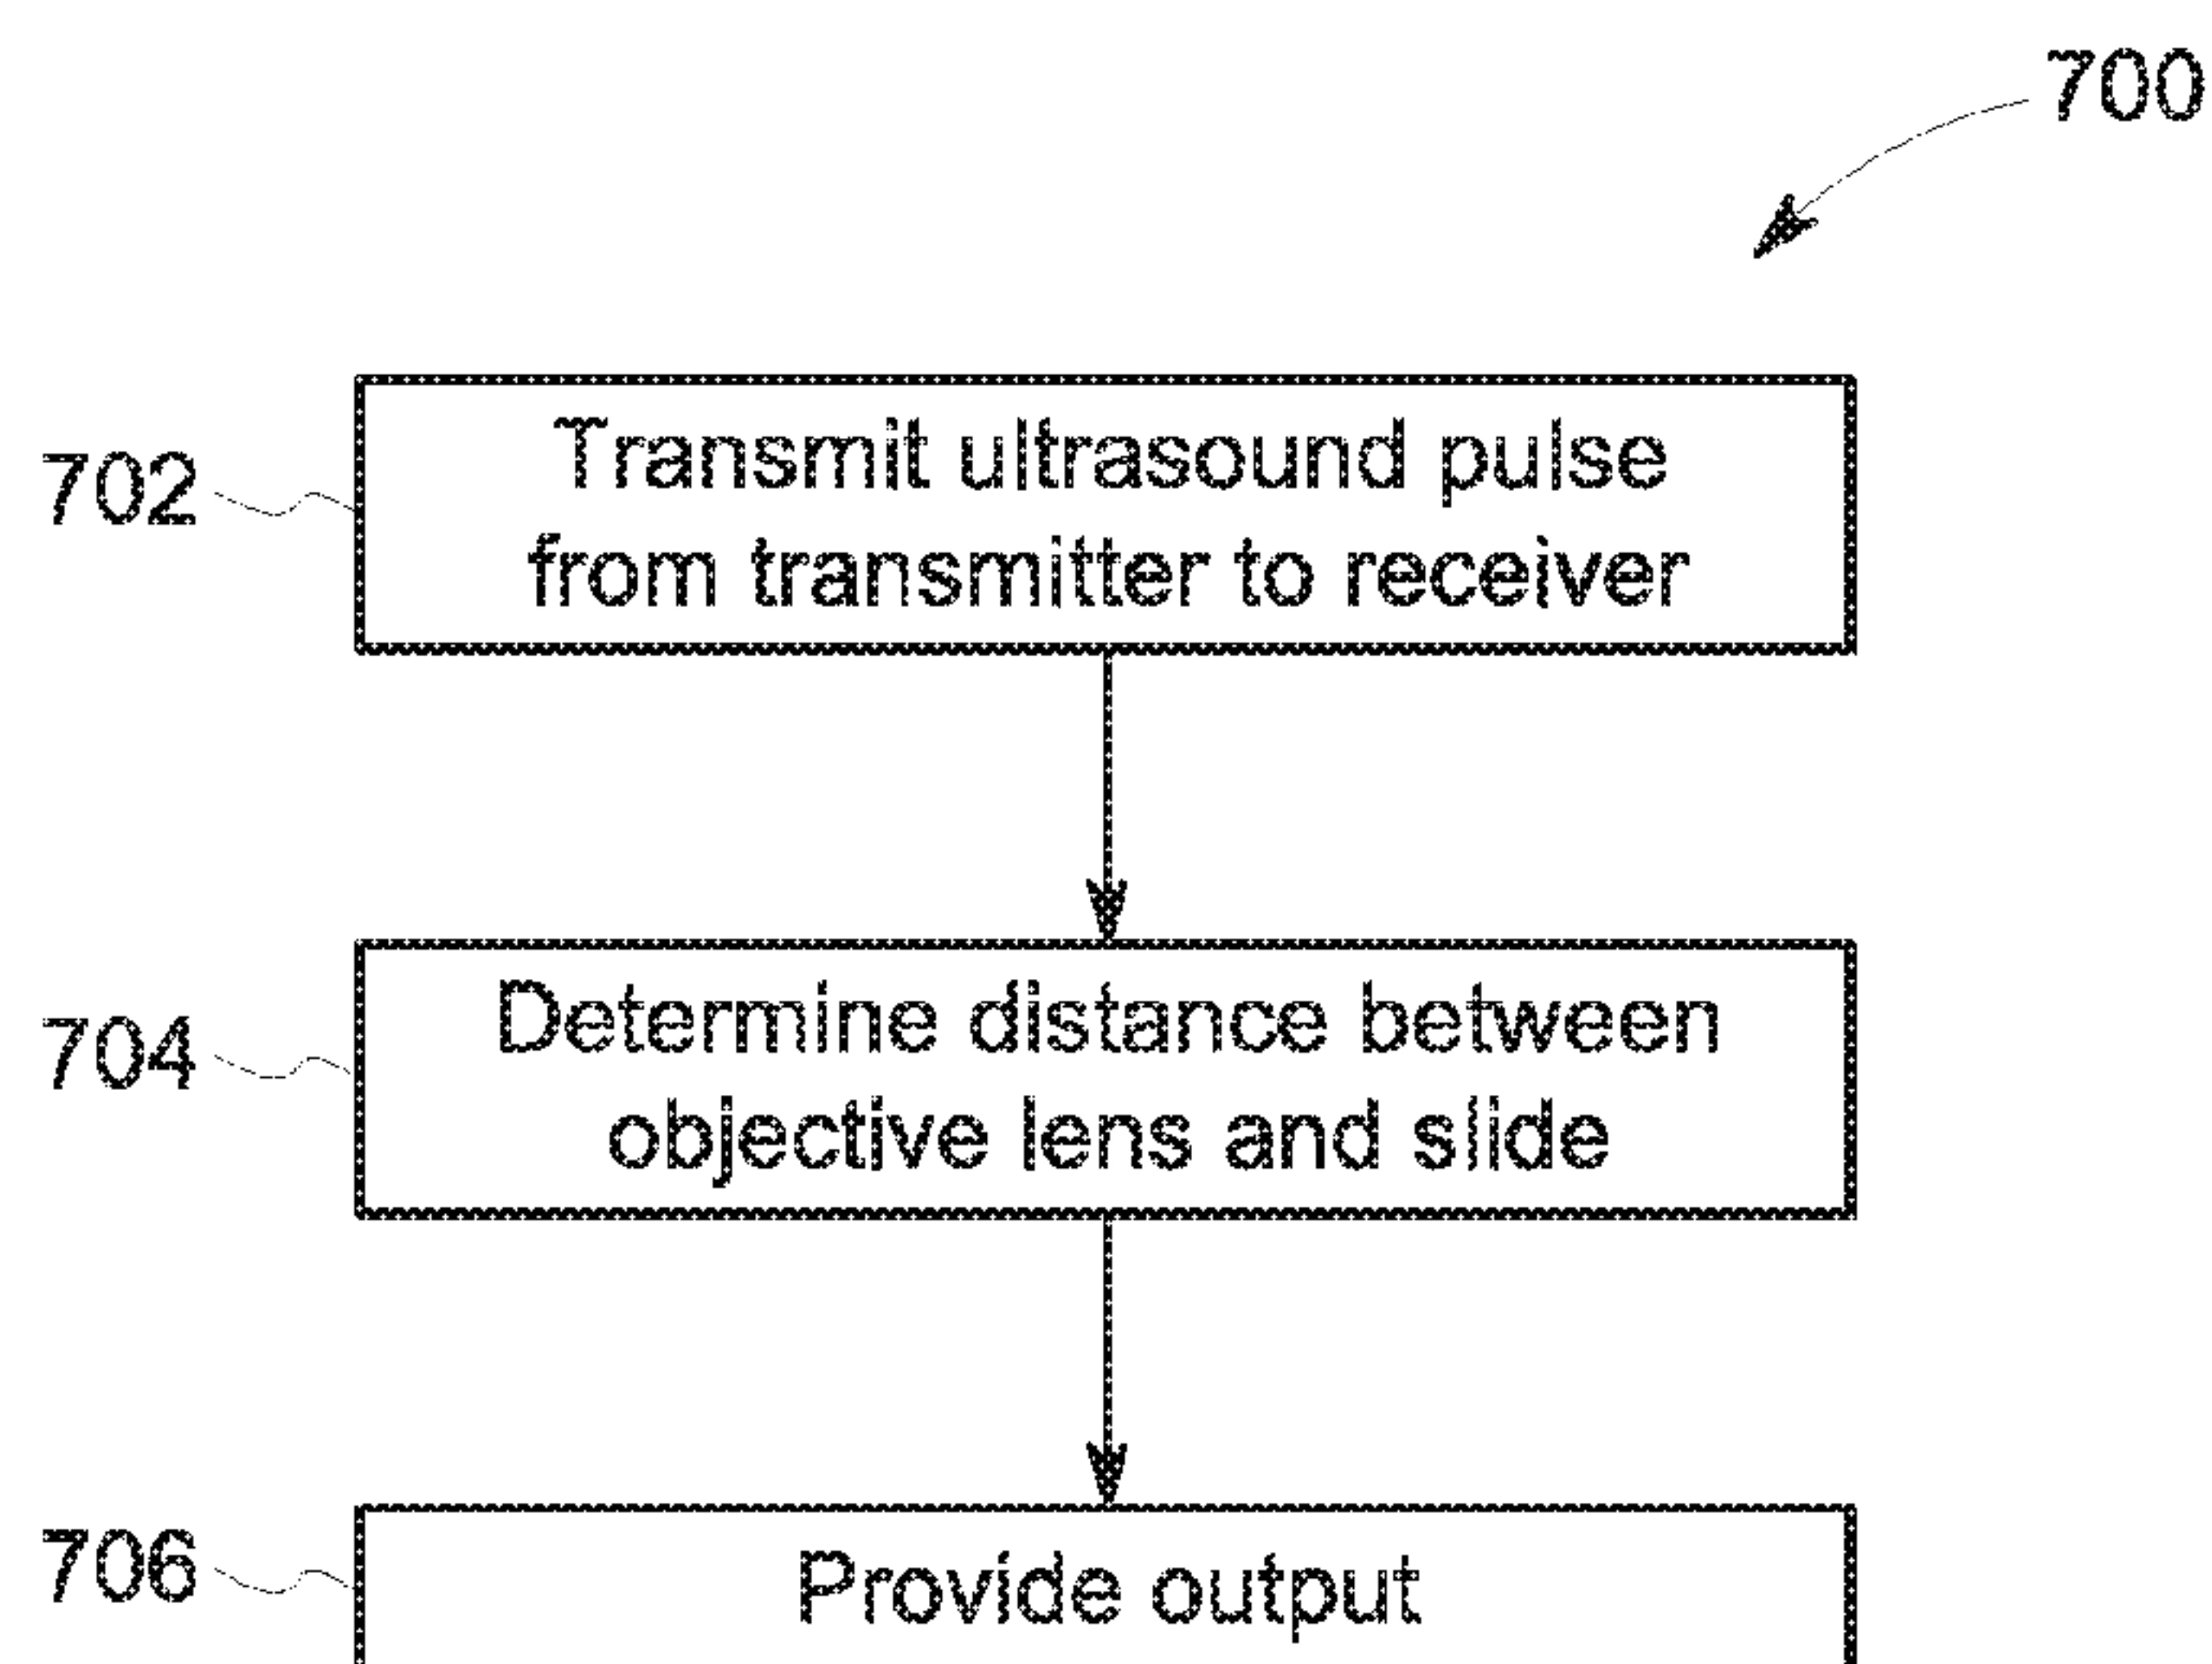 700
702
Transmit ultrasound pulse
from transmitter to receiver
704
Determine distance between
objective lens and slide
706
Provide output